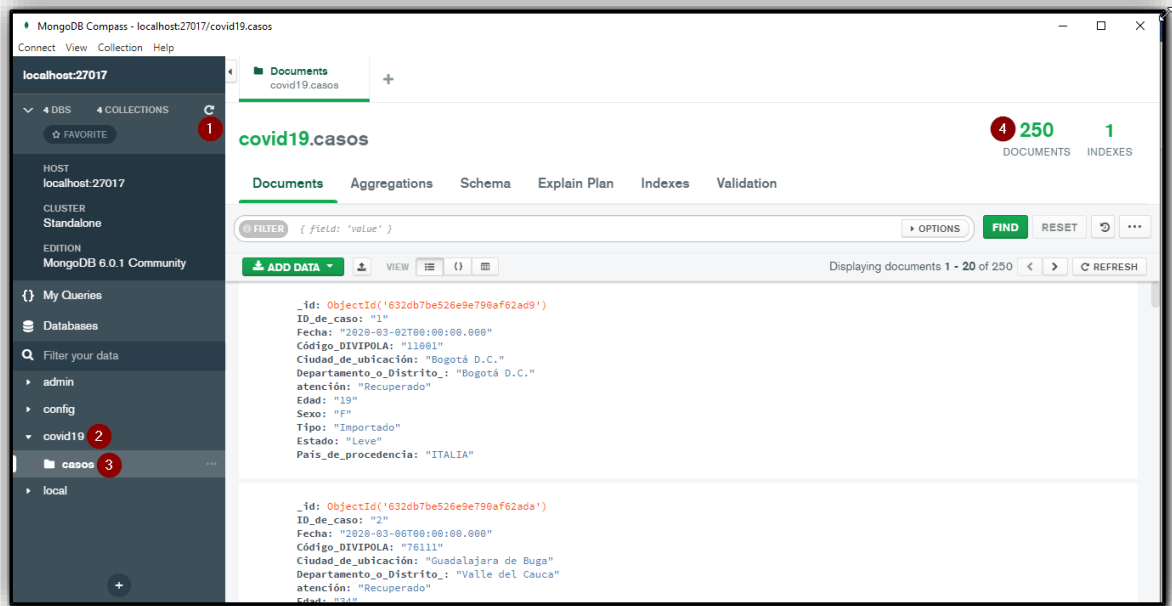 MongoDB Compass - localhost:27017/covid19.casos
Connect View Collection Help
localhost:27017
4 DBS 4 COLLECTIONS
1
FAVORITE
HOST
localhost:27017
CLUSTER
Standalone
EDITION
MongoDB 6.0.1 Community
{} My Queries
Databases
Filter your data
admin
config
covid19 2
casos 3
...
local
+
Documents
covid19.casos
+
covid19.casos
4 250 1
DOCUMENTS INDEXES
Documents Aggregations Schema Explain Plan Indexes Validation
FILTER { field: 'value' } OPTIONS FIND RESET ...
ADD DATA VIEW {} Displaying documents 1 - 20 of 250 < > REFRESH
_id: ObjectId('632db7be526e9e790af62ad9')
ID_de_caso: "1"
Fecha: "2020-03-02T00:00:00.000"
Código_DIVIPOLA: "11001"
Ciudad_de_ubicación: "Bogotá D.C."
Departamento_o_Distrito_: "Bogotá D.C."
atención: "Recuperado"
Edad: "19"
Sexo: "F"
Tipo: "Importado"
Estado: "Leve"
País_de_procedencia: "ITALIA"
_id: ObjectId('632db7be526e9e790af62ada')
ID_de_caso: "2"
Fecha: "2020-03-06T00:00:00.000"
Código_DIVIPOLA: "76111"
Ciudad_de_ubicación: "Guadalajara de Buga"
Departamento_o_Distrito_: "Valle del Cauca"
atención: "Recuperado"
Edad: "34"